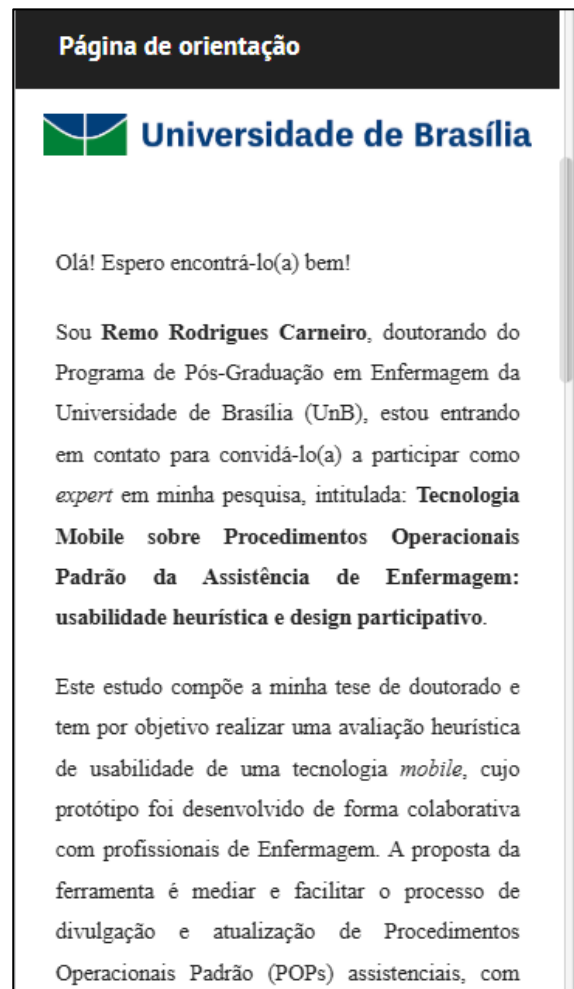 Página de orientação
Universidade de Brasília
Olá! Espero encontrá-lo(a) bem!
Sou Remo Rodrigues Carneiro, doutorando do
Programa de Pós-Graduação em Enfermagem da
Universidade de Brasília (UnB), estou entrando
em contato para convidá-lo(a) a participar como
expert em minha pesquisa, intitulada: Tecnologia
Mobile sobre Procedimentos Operacionais
Padrão da Assistência de Enfermagem:
usabilidade heurística e design participativo.
Este estudo compõe a minha tese de doutorado e
tem por objetivo realizar uma avaliação heurística
de usabilidade de uma tecnologia mobile, cujo
protótipo foi desenvolvido de forma colaborativa
com profissionais de Enfermagem. A proposta da
ferramenta é mediar e facilitar o processo de
divulgação e atualização de Procedimentos
Operacionais Padrão (POPs) assistenciais, com